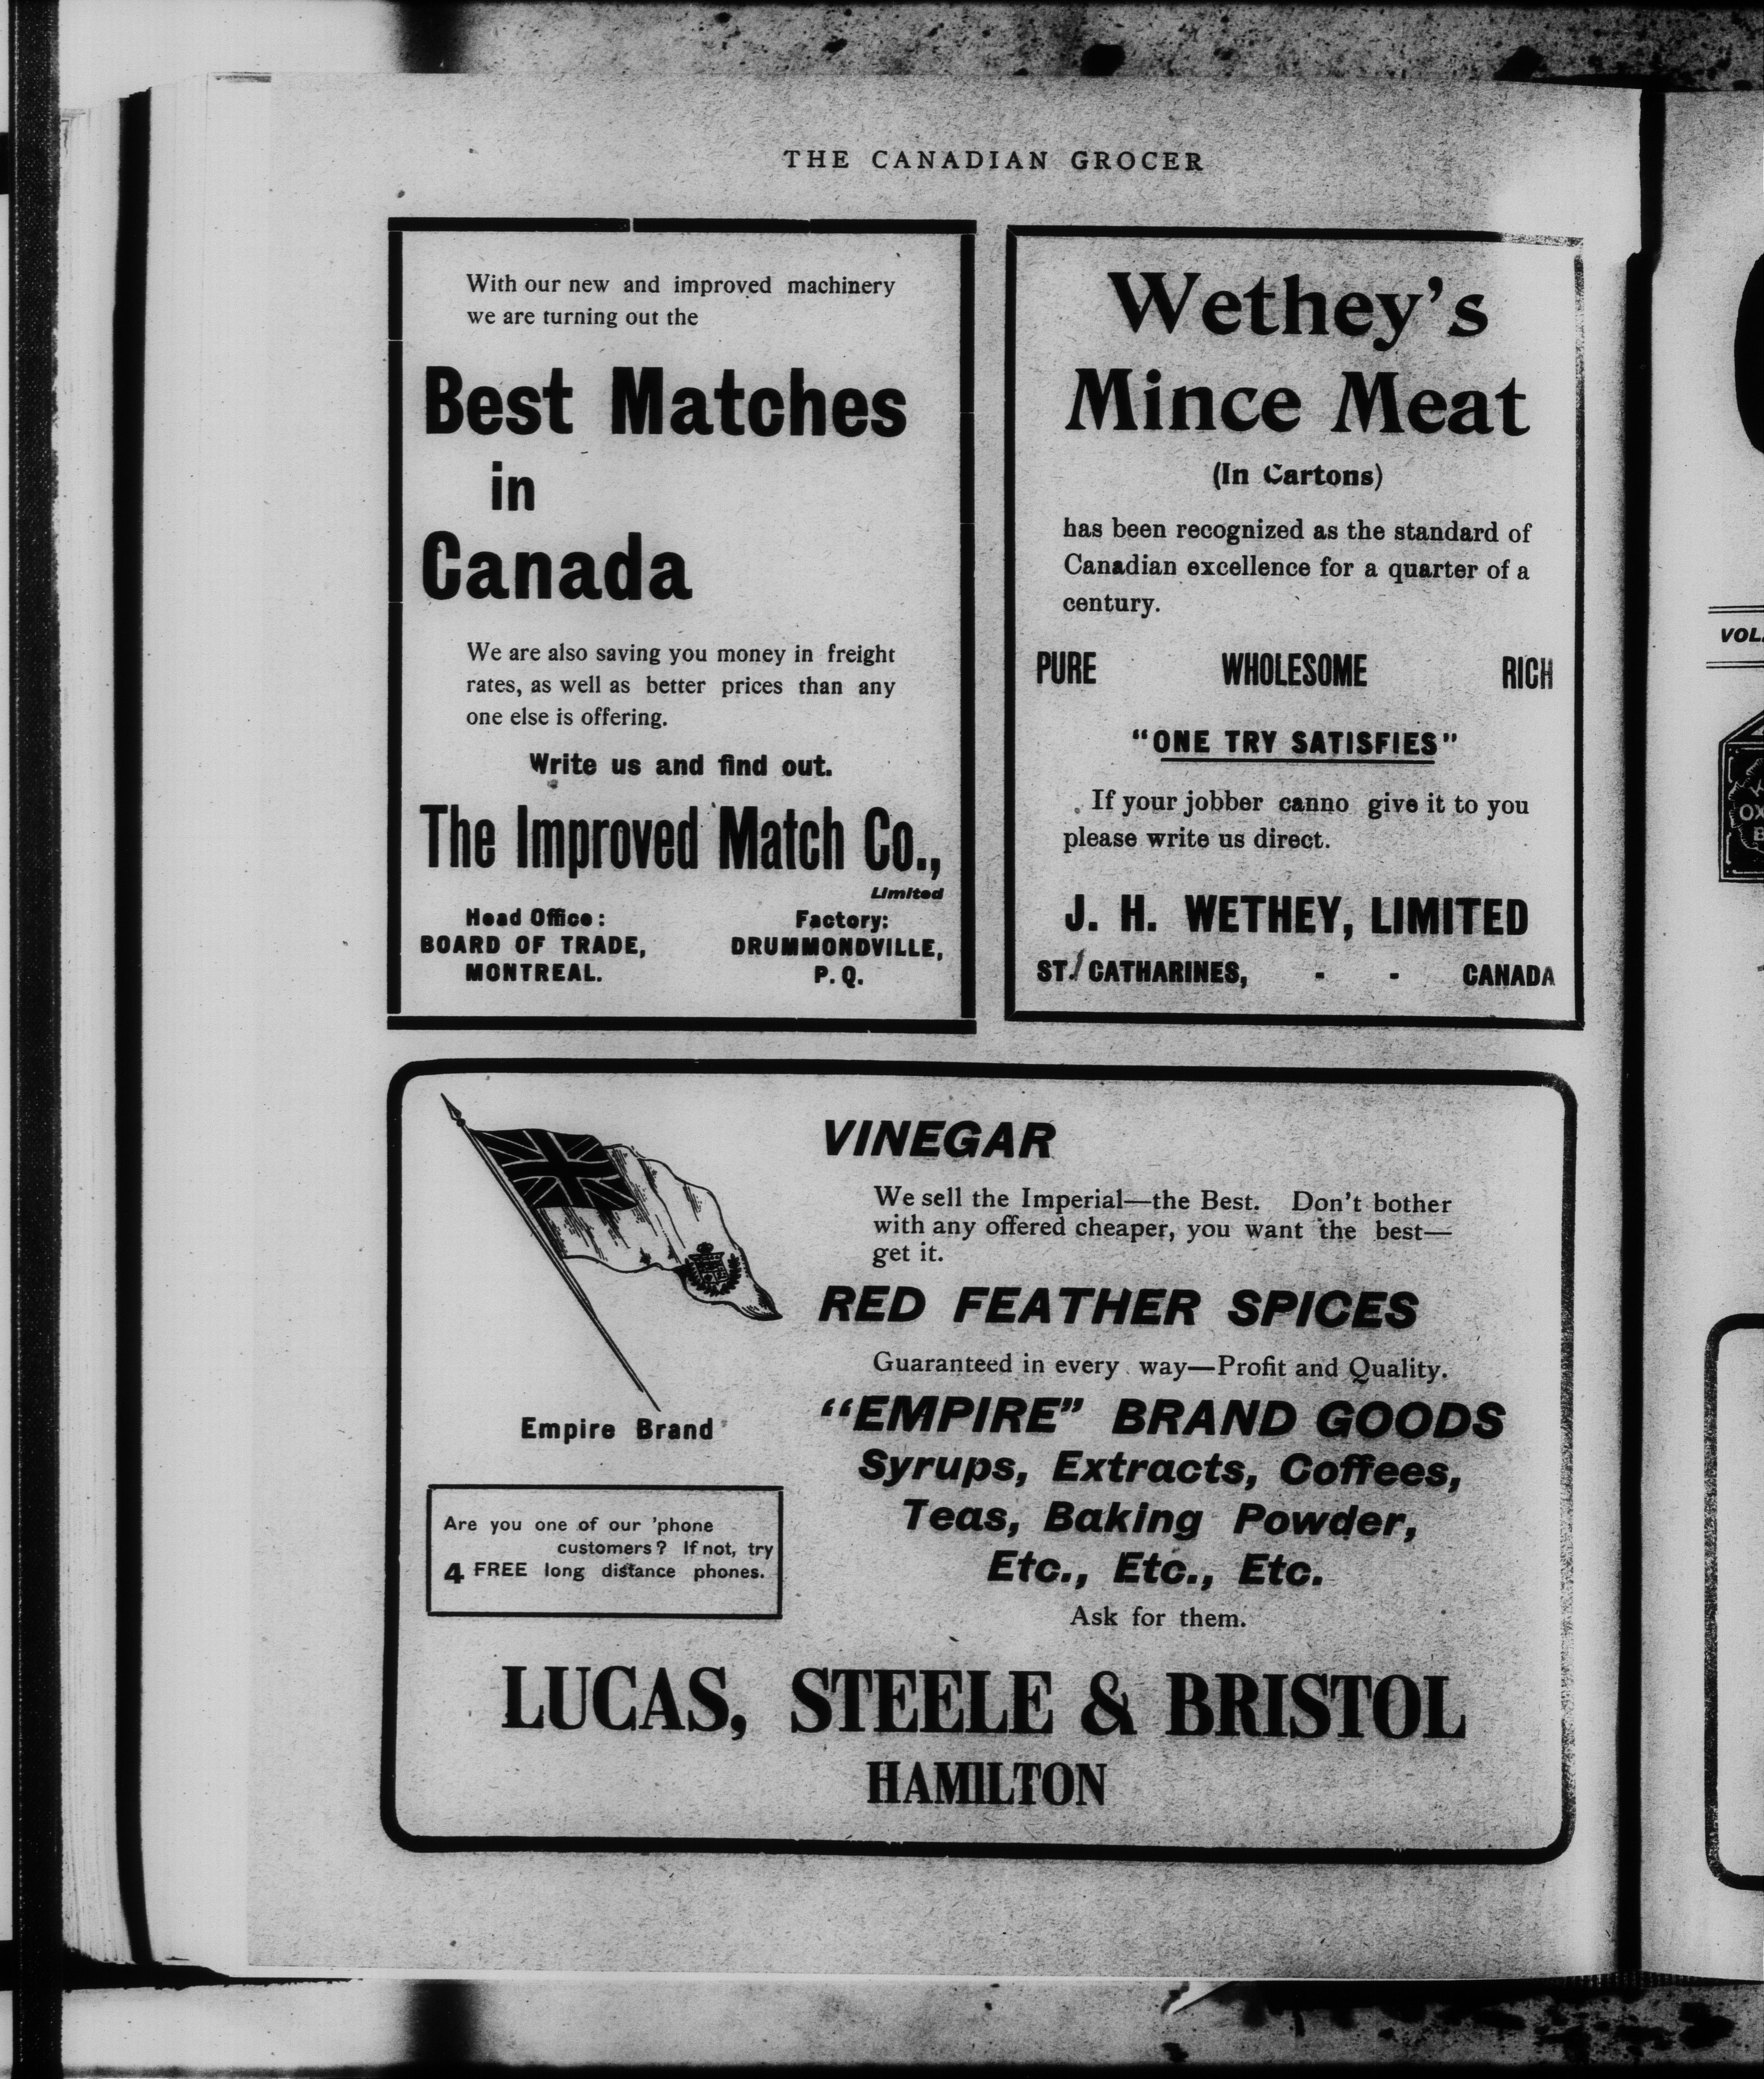 THE CANADIAN GROCER
With our new and improved machinery
we are turning out the
Best Matches
in
Canada
We are also saving you money in freight
rates, as well as better prices than any
one else is offering.
Write us and find out.
The Improved Match Co.,
Limited
Head Office:
BOARD OF TRADE,
MONTREAL.
Factory:
DRUMMONDVILLE,
P. Q.
Wethey's
Mince Meat
(In Cartons)
has been recognized as the standard of
Canadian excellence for a quarter of a
century.
PURE WHOLESOME RICH
"ONE TRY SATISFIES"
If your jobber canno give it to you
please write us direct.
J. H. WETHEY, LIMITED
ST. CATHARINES, - - CANADA
Empire Brand
Are you one of our 'phone
customers? If not, try
4 FREE long distance phones.
VINEGAR
We sell the Imperial—the Best. Don't bother
with any offered cheaper, you want the best—
get it.
RED FEATHER SPICES
Guaranteed in every way—Profit and Quality.
"EMPIRE" BRAND GOODS
Syrups, Extracts, Coffees,
Teas, Baking Powder,
Etc., Etc., Etc.
Ask for them.
LUCAS, STEELE & BRISTOL
HAMILTON
VOL.